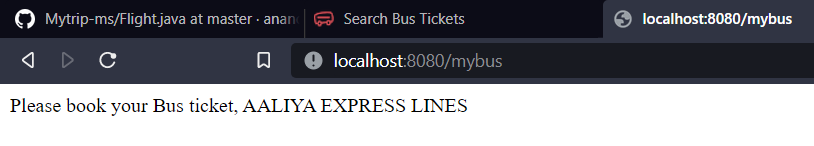 Mytrip-ms/Flight.java at master · anan
Search Bus Tickets
localhost:8080/mybus
localhost:8080/mybus
Please book your Bus ticket, AALIYA EXPRESS LINES